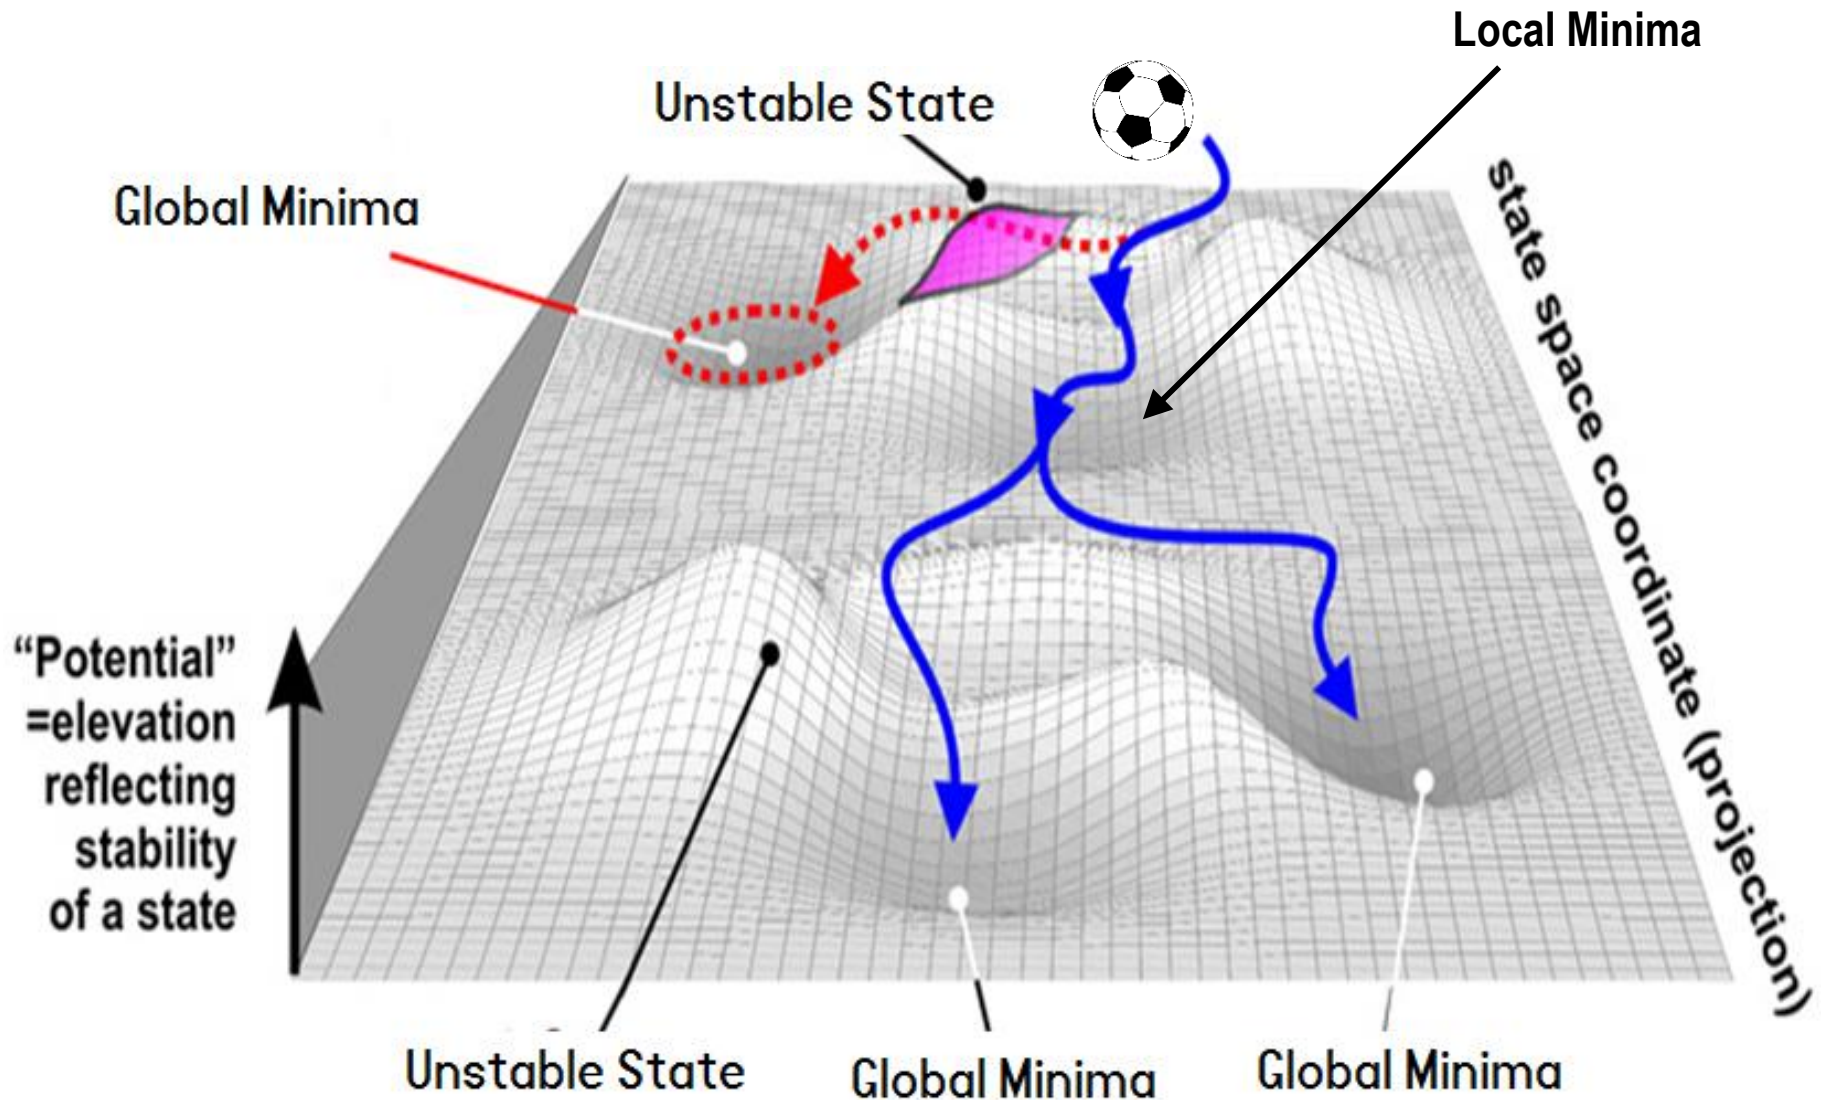 Local Minima
Unstable State
Global Minima
state space coordinate (projection)
“Potential”
=elevation
reflecting
stability
of a state
Unstable State
Global Minima
Global Minima